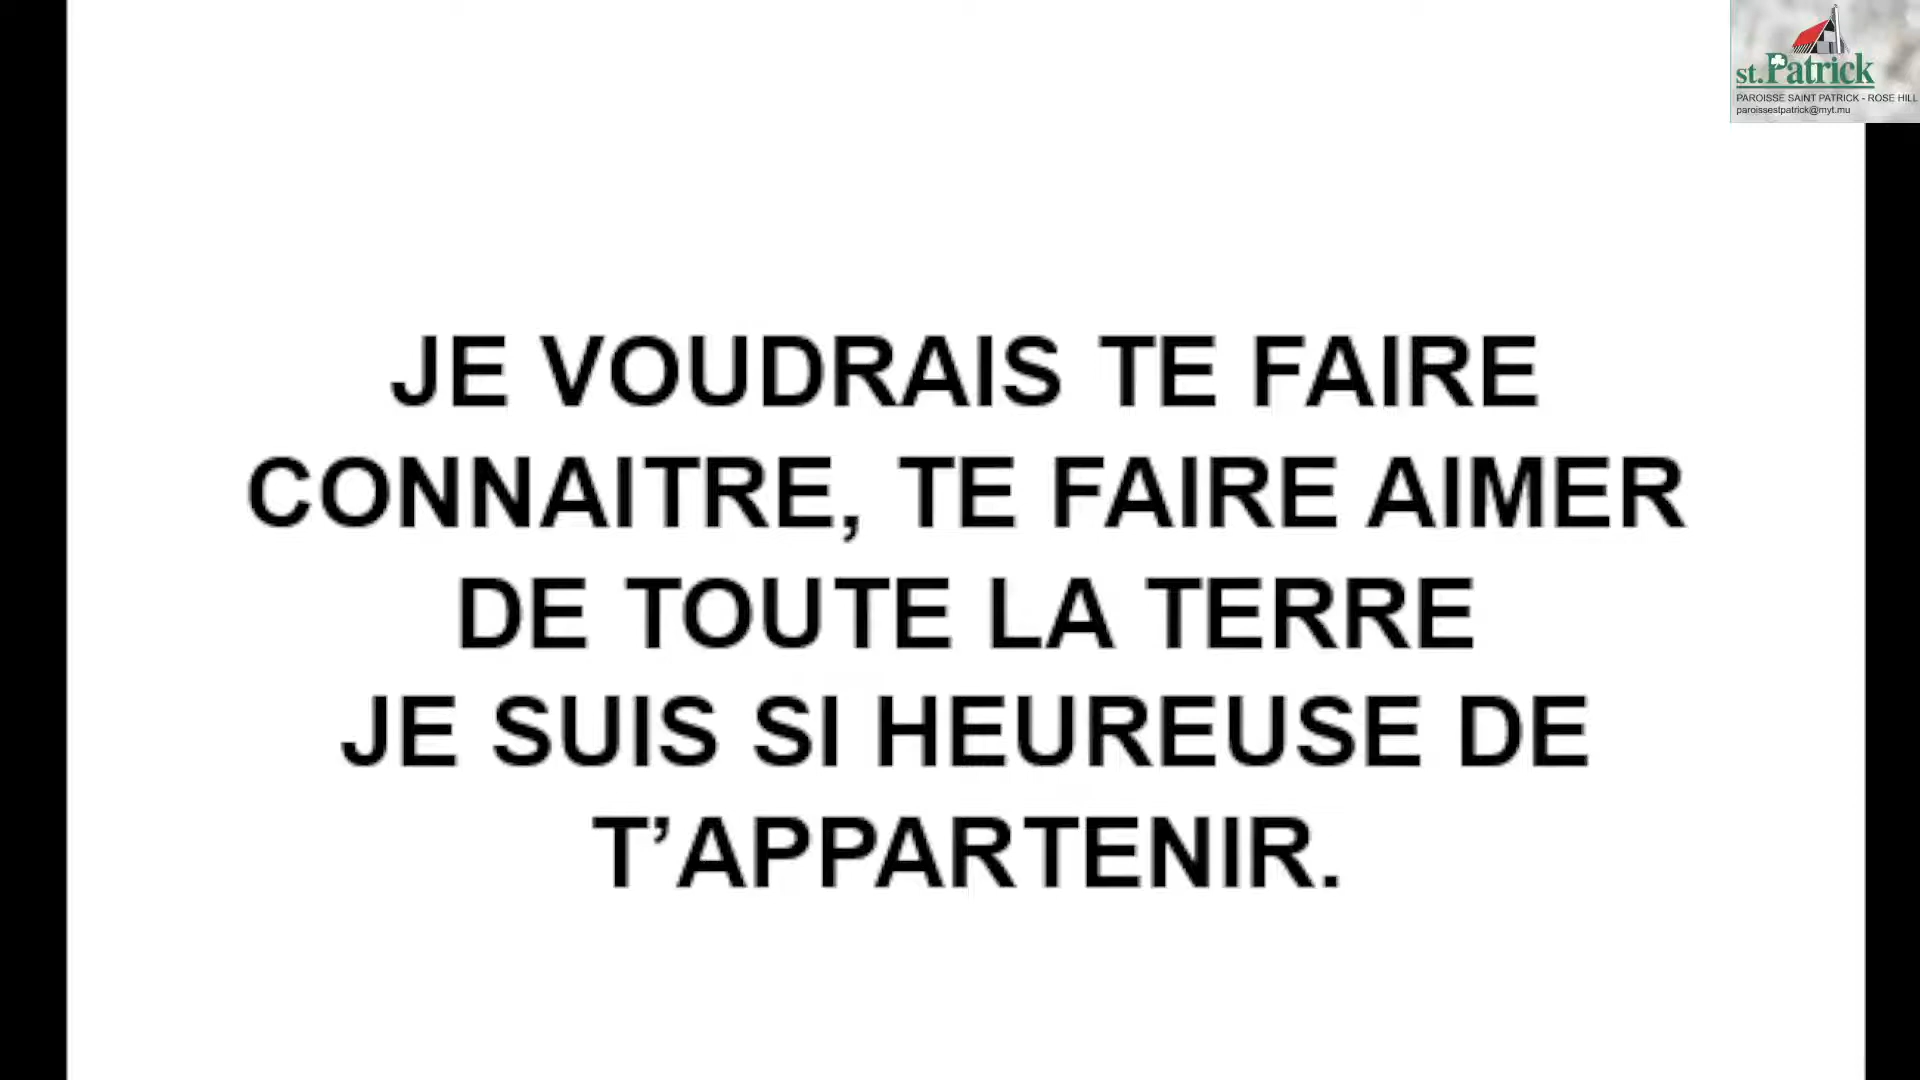 st.Patrick
PAROISSE SAINT PATRICK - ROSE HILL
paroissestpatrick@myt.mu
JE VOUDRAIS TE FAIRE
CONNAITRE, TE FAIRE AIMER
DE TOUTE LA TERRE
JE SUIS SI HEUREUSE DE
T’APPARTENIR.